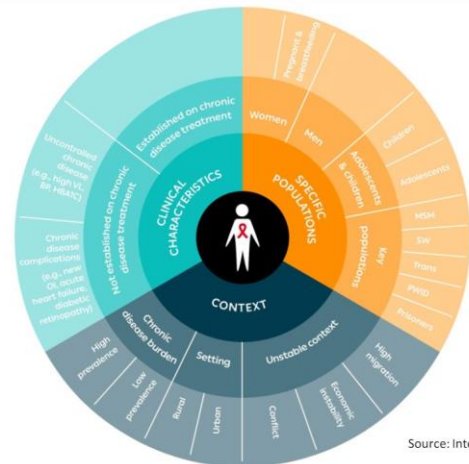 Established on chronic
disease treatment
Not established on chronic
disease treatment
Uncontrolled
chronic
disease
(e.g., high VL,
BP, HBA1C)
Chronic
disease
complications
(e.g., new
OI, acute
heart failure,
diabetic
retinopathy)
CLINICAL
CHARACTERISTICS
SPECIFIC
POPULATIONS
Women
Pregnant &
breastfeeding
Men
Adolescents
& children
Children
Adolescents
Key
populations
MSM
SW
Trans
PWID
Prisoners
CONTEXT
Chronic
disease burden
High
prevalence
Low
prevalence
Setting
Rural
Urban
Unstable context
Conflict
Economic
instability
High
migration
Source: Inte